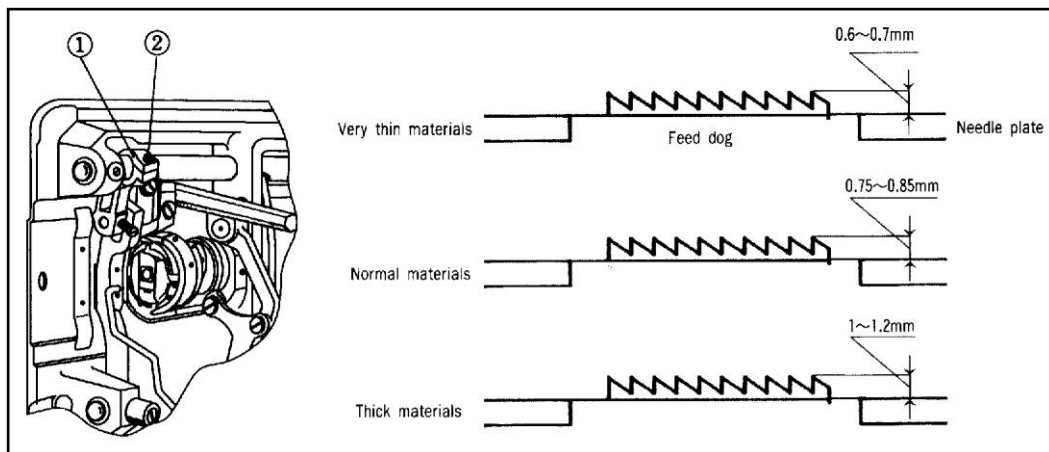 ① ②
0.6～0.7mm
Very thin materials
Feed dog
Needle plate
0.75～0.85mm
Normal materials
1～1.2mm
Thick materials